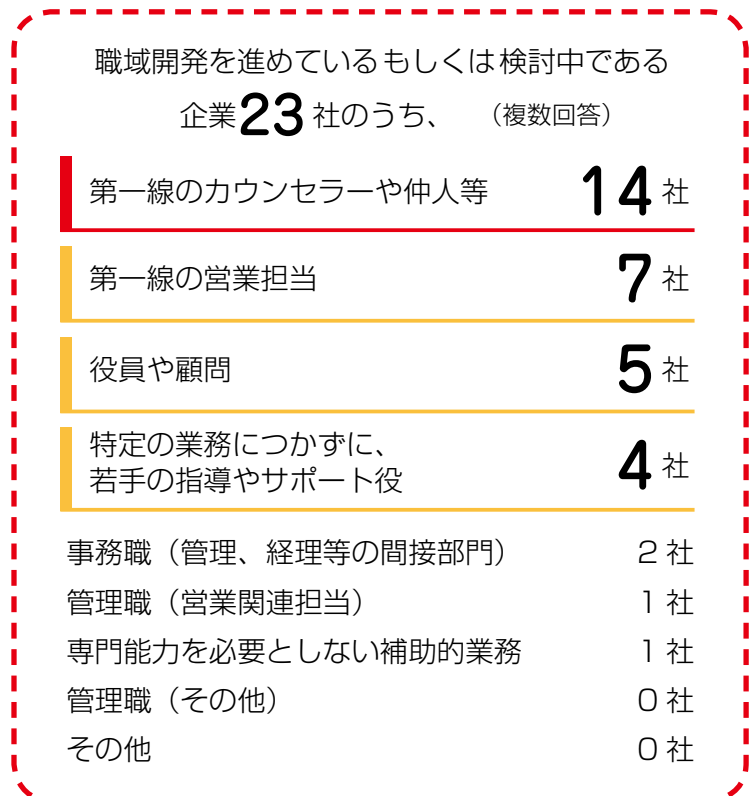 職域開発を進めているもしくは検討中である
企業23社のうち、 （複数回答）
第一線のカウンセラーや仲人等 14社
第一線の営業担当 7社
役員や顧問 5社
特定の業務につかずに、
若手の指導やサポート役 4社
事務職（管理、経理等の間接部門） 2社
管理職（営業関連担当） 1社
専門能力を必要としない補助的業務 1社
管理職（その他） 0社
その他 0社